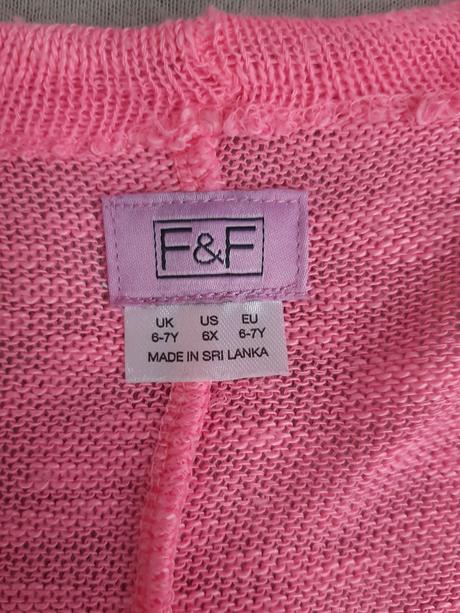 F&F
UK US EU
6-7Y 6X 6-7Y
MADE IN SRI LANKA